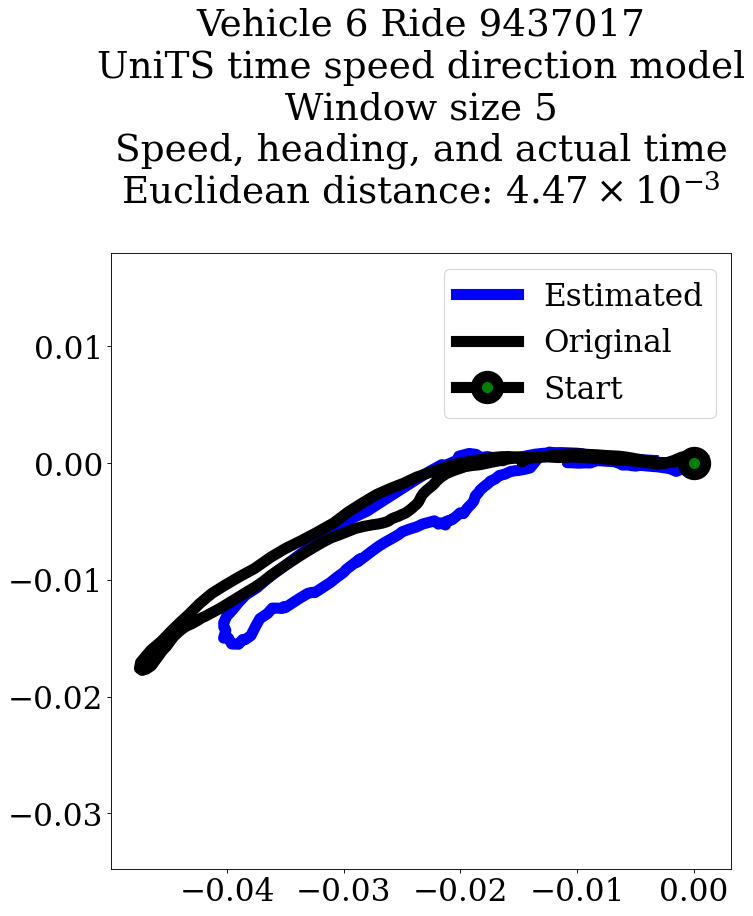 Vehicle 6 Ride 9437017
UniTS time speed direction model
Window size 5
Speed, heading, and actual time
Euclidean distance: 4.47 × 10⁻³
Estimated
Original
Start
0.01
0.00
−0.01
−0.02
−0.03
−0.04 −0.03 −0.02 −0.01 0.00